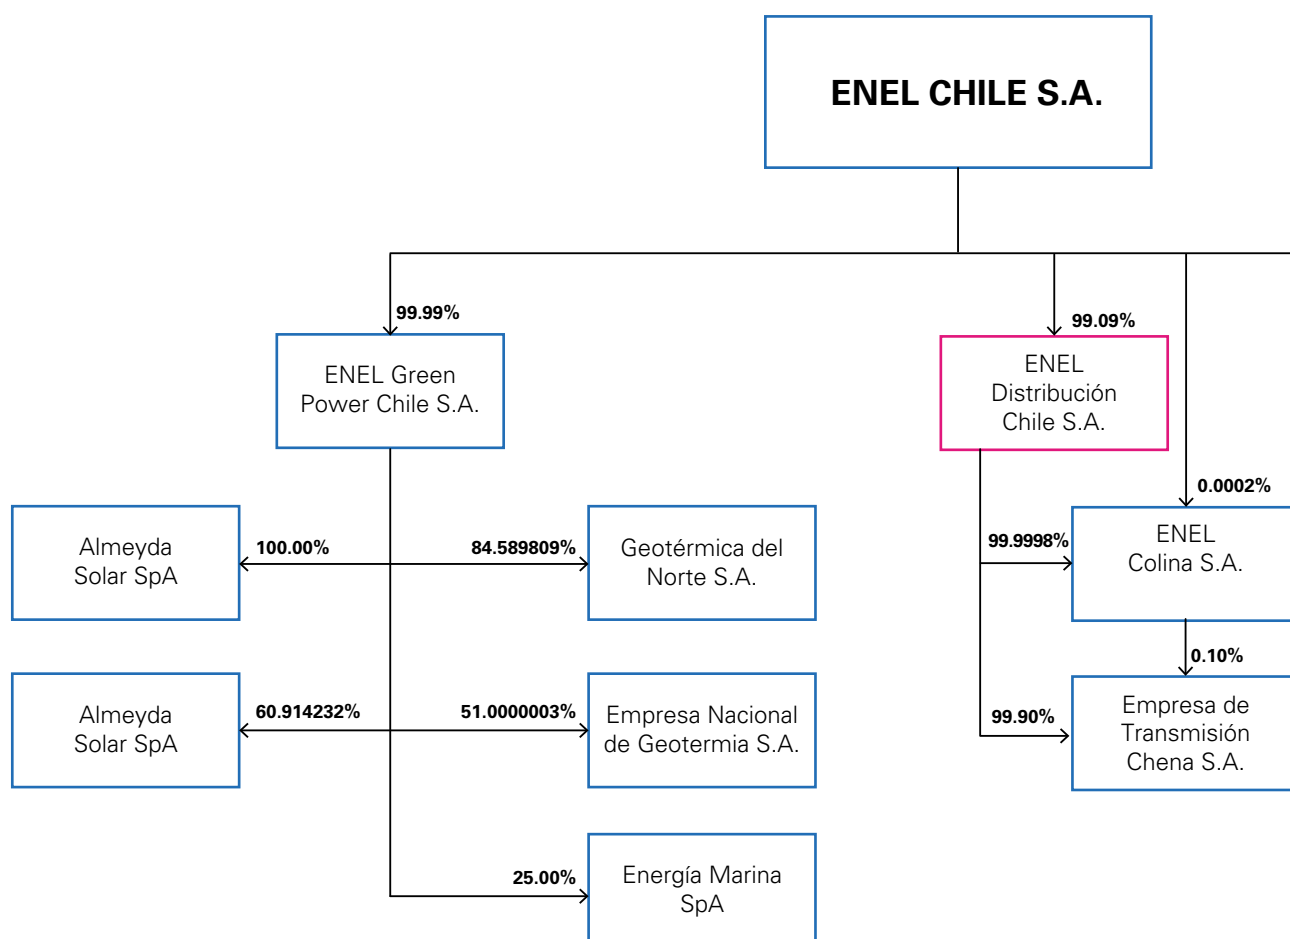 ENEL CHILE S.A.
99.99%
99.09%
ENEL Green
Power Chile S.A.
ENEL
Distribución
Chile S.A.
0.0002%
Almeyda
Solar SpA
100.00%
84.589809%
Geotérmica del
Norte S.A.
99.9998%
ENEL
Colina S.A.
0.10%
Almeyda
Solar SpA
60.914232%
51.0000003%
Empresa Nacional
de Geotermia S.A.
99.90%
Empresa de
Transmisión
Chena S.A.
25.00%
Energía Marina
SpA